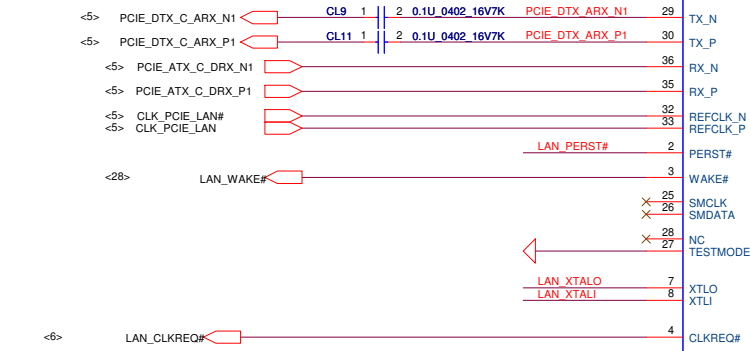 <5> PCIE_DTX_C_ARX_N1 CL9 1 2 0.1U_0402_16V7K PCIE_DTX_ARX_N1 29 TX_N
<5> PCIE_DTX_C_ARX_P1 CL11 1 2 0.1U_0402_16V7K PCIE_DTX_ARX_P1 30 TX_P
<5> PCIE_ATX_C_DRX_N1 36 RX_N
<5> PCIE_ATX_C_DRX_P1 35 RX_P
<5> CLK_PCIE_LAN# 32 REFCLK_N
<5> CLK_PCIE_LAN 33 REFCLK_P
LAN_PERST# 2 PERST#
<28> LAN_WAKE# 3 WAKE#
25 SMCLK
26 SMDATA
28 NC
27 TESTMODE
LAN_XTALO 7 XTLO
LAN_XTALI 8 XTLI
<6> LAN_CLKREQ# 4 CLKREQ#